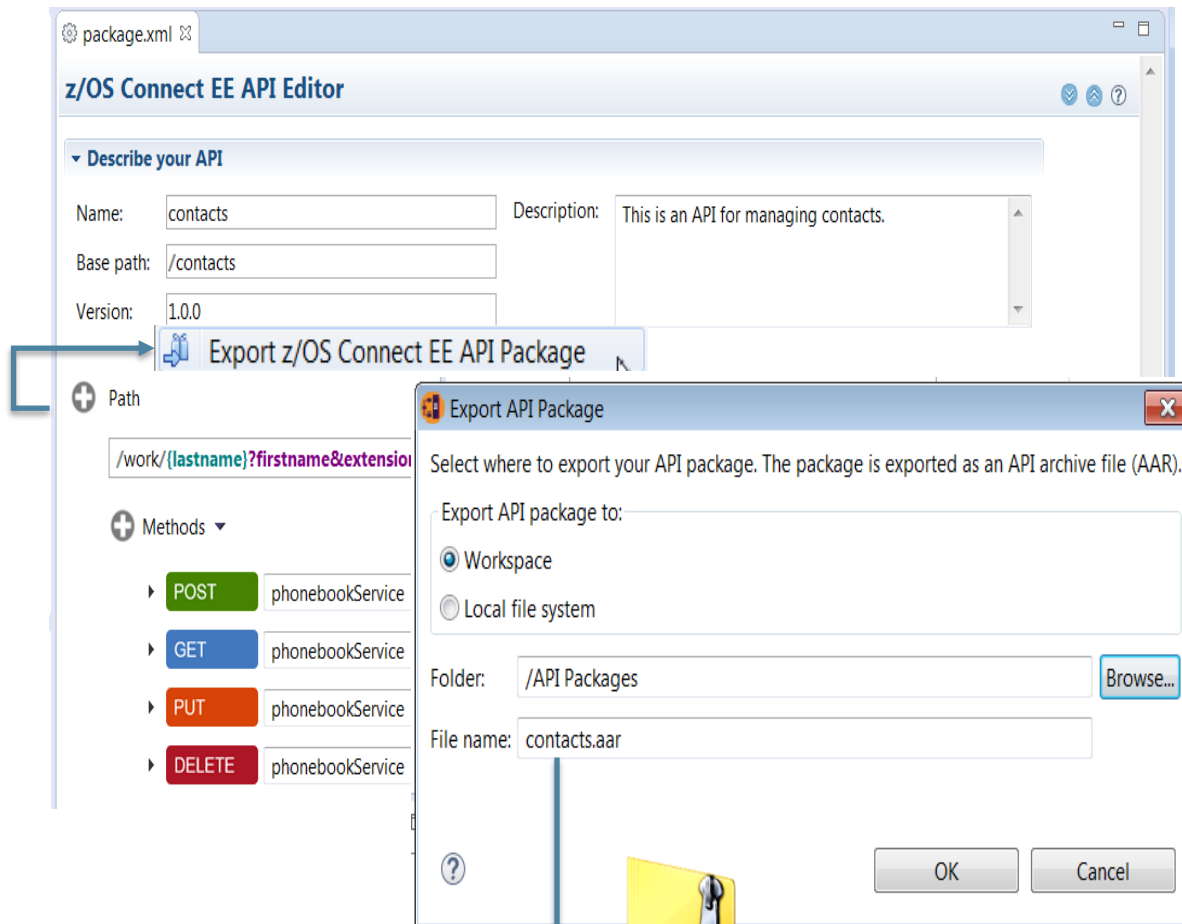 package.xml
z/OS Connect EE API Editor
Describe your API
Name: contacts Description: This is an API for managing contacts.
Base path: /contacts
Version: 1.0.0
Export z/OS Connect EE API Package
Path
/work/{lastname}?firstname&extension
Methods
POST phonebookService
GET phonebookService
PUT phonebookService
DELETE phonebookService
Export API Package
Select where to export your API package. The package is exported as an API archive file (AAR).
Export API package to:
Workspace
Local file system
Folder: /API Packages Browse...
File name: contacts.aar
OK Cancel